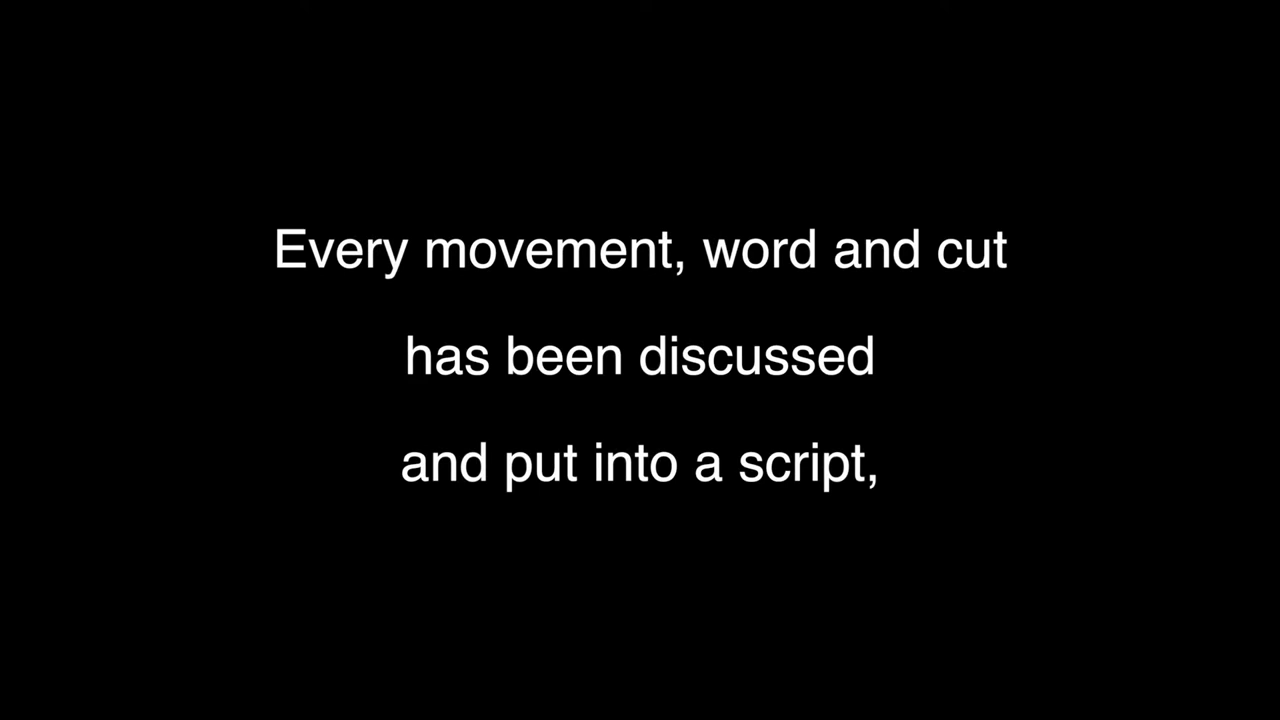 Every movement, word and cut
has been discussed
and put into a script,